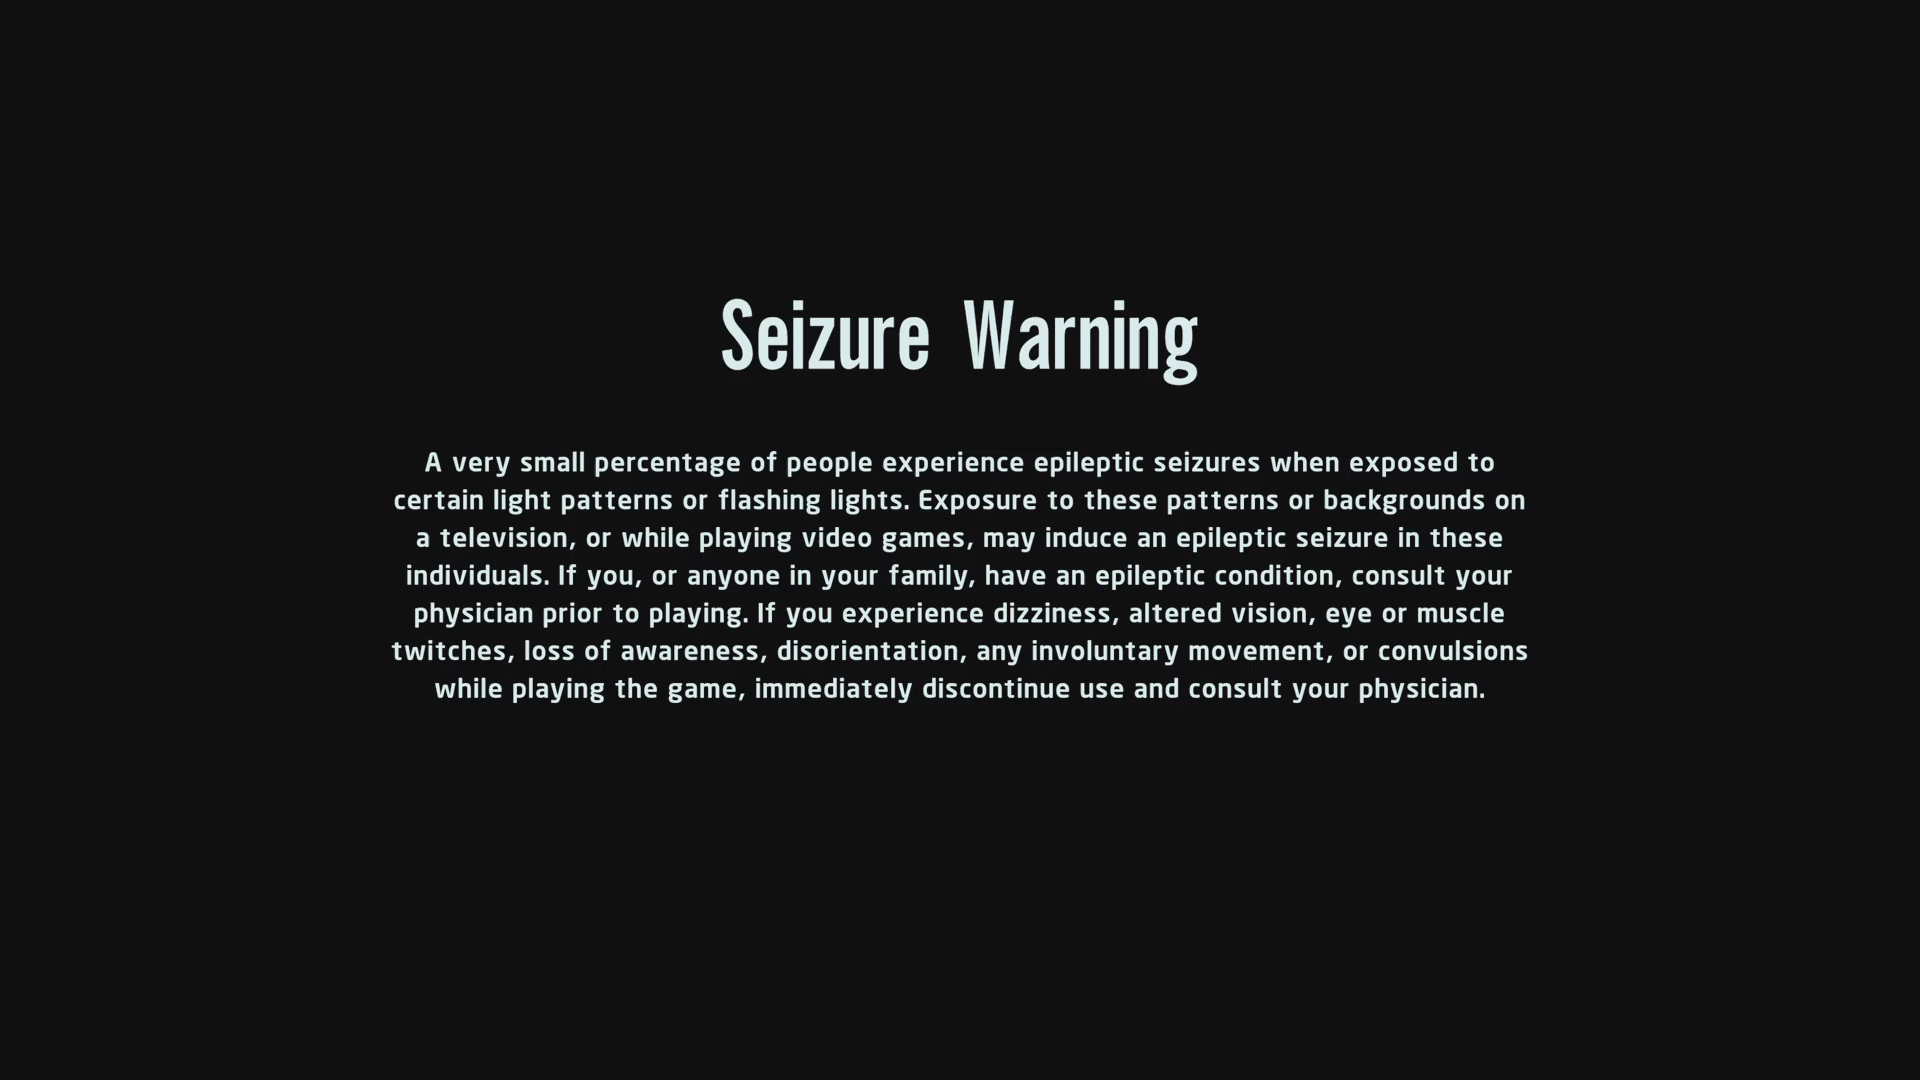 Seizure Warning
A very small percentage of people experience epileptic seizures when exposed to
certain light patterns or flashing lights. Exposure to these patterns or backgrounds on
a television, or while playing video games, may induce an epileptic seizure in these
individuals. If you, or anyone in your family, have an epileptic condition, consult your
physician prior to playing. If you experience dizziness, altered vision, eye or muscle
twitches, loss of awareness, disorientation, any involuntary movement, or convulsions
while playing the game, immediately discontinue use and consult your physician.